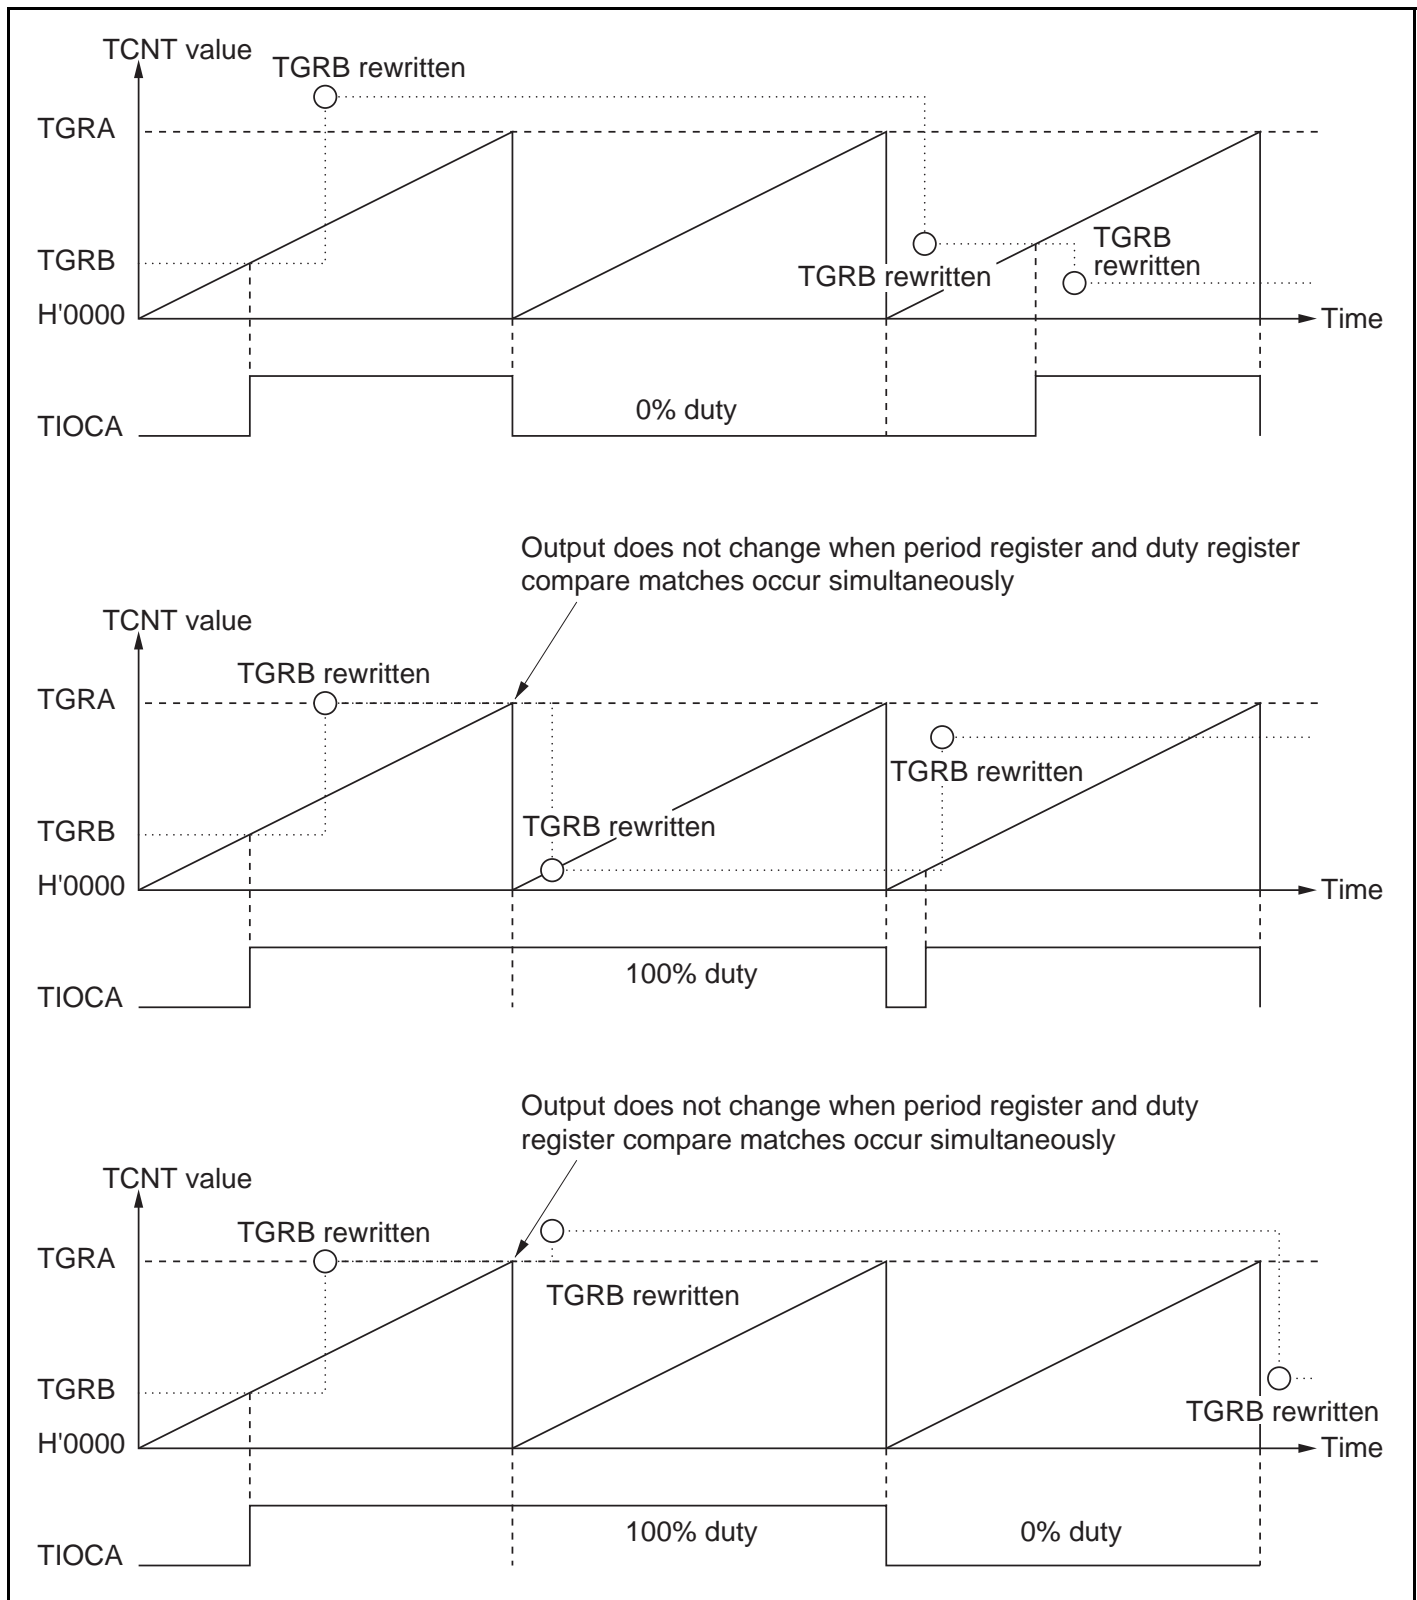 TCNT value
TGRB rewritten
TGRA
TGRB
rewritten
TGRB
TGRB rewritten
H'0000
Time
0% duty
TIOCA
Output does not change when period register and duty register
compare matches occur simultaneously
TCNT value
TGRB rewritten
TGRA
TGRB rewritten
TGRB
TGRB rewritten
H'0000
Time
100% duty
TIOCA
Output does not change when period register and duty
register compare matches occur simultaneously
TCNT value
TGRB rewritten
TGRA
TGRB rewritten
TGRB
TGRB rewritten
H'0000
Time
100% duty
0% duty
TIOCA